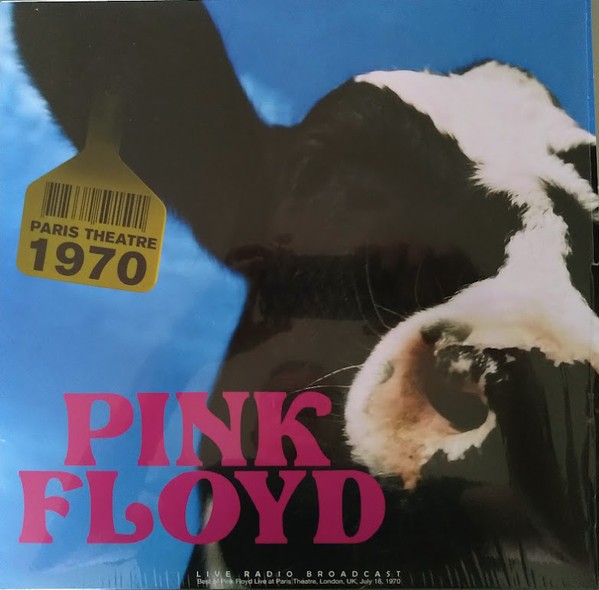 PARIS THEATRE
1970
PINK
FLOYD
LIVE RADIO BROADCAST
Best of Pink Floyd Live at Paris Theatre, London, UK, July 16, 1970